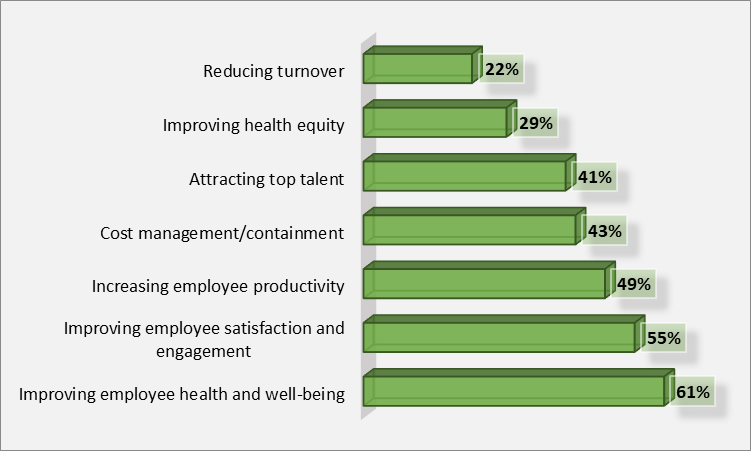 Reducing turnover 22%
Improving health equity 29%
Attracting top talent 41%
Cost management/containment 43%
Increasing employee productivity 49%
Improving employee satisfaction and
engagement 55%
Improving employee health and well-being 61%